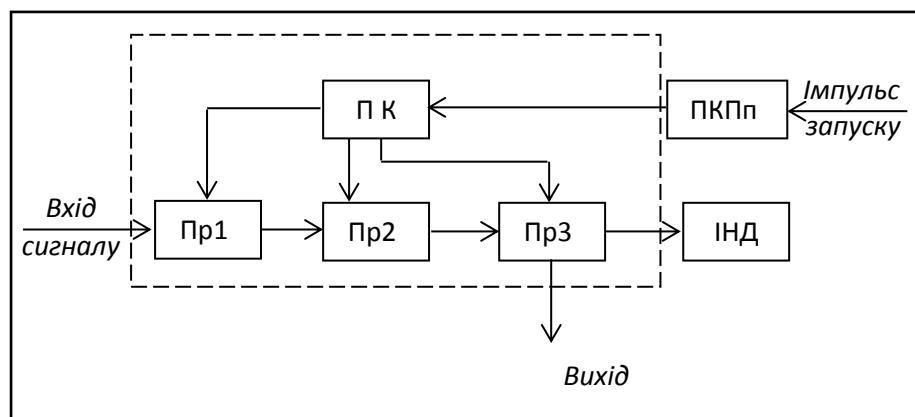 П К
ПКПп
Імпульс
запуску
Вхід
сигналу
Пр1
Пр2
Пр3
ІНД
Вихід